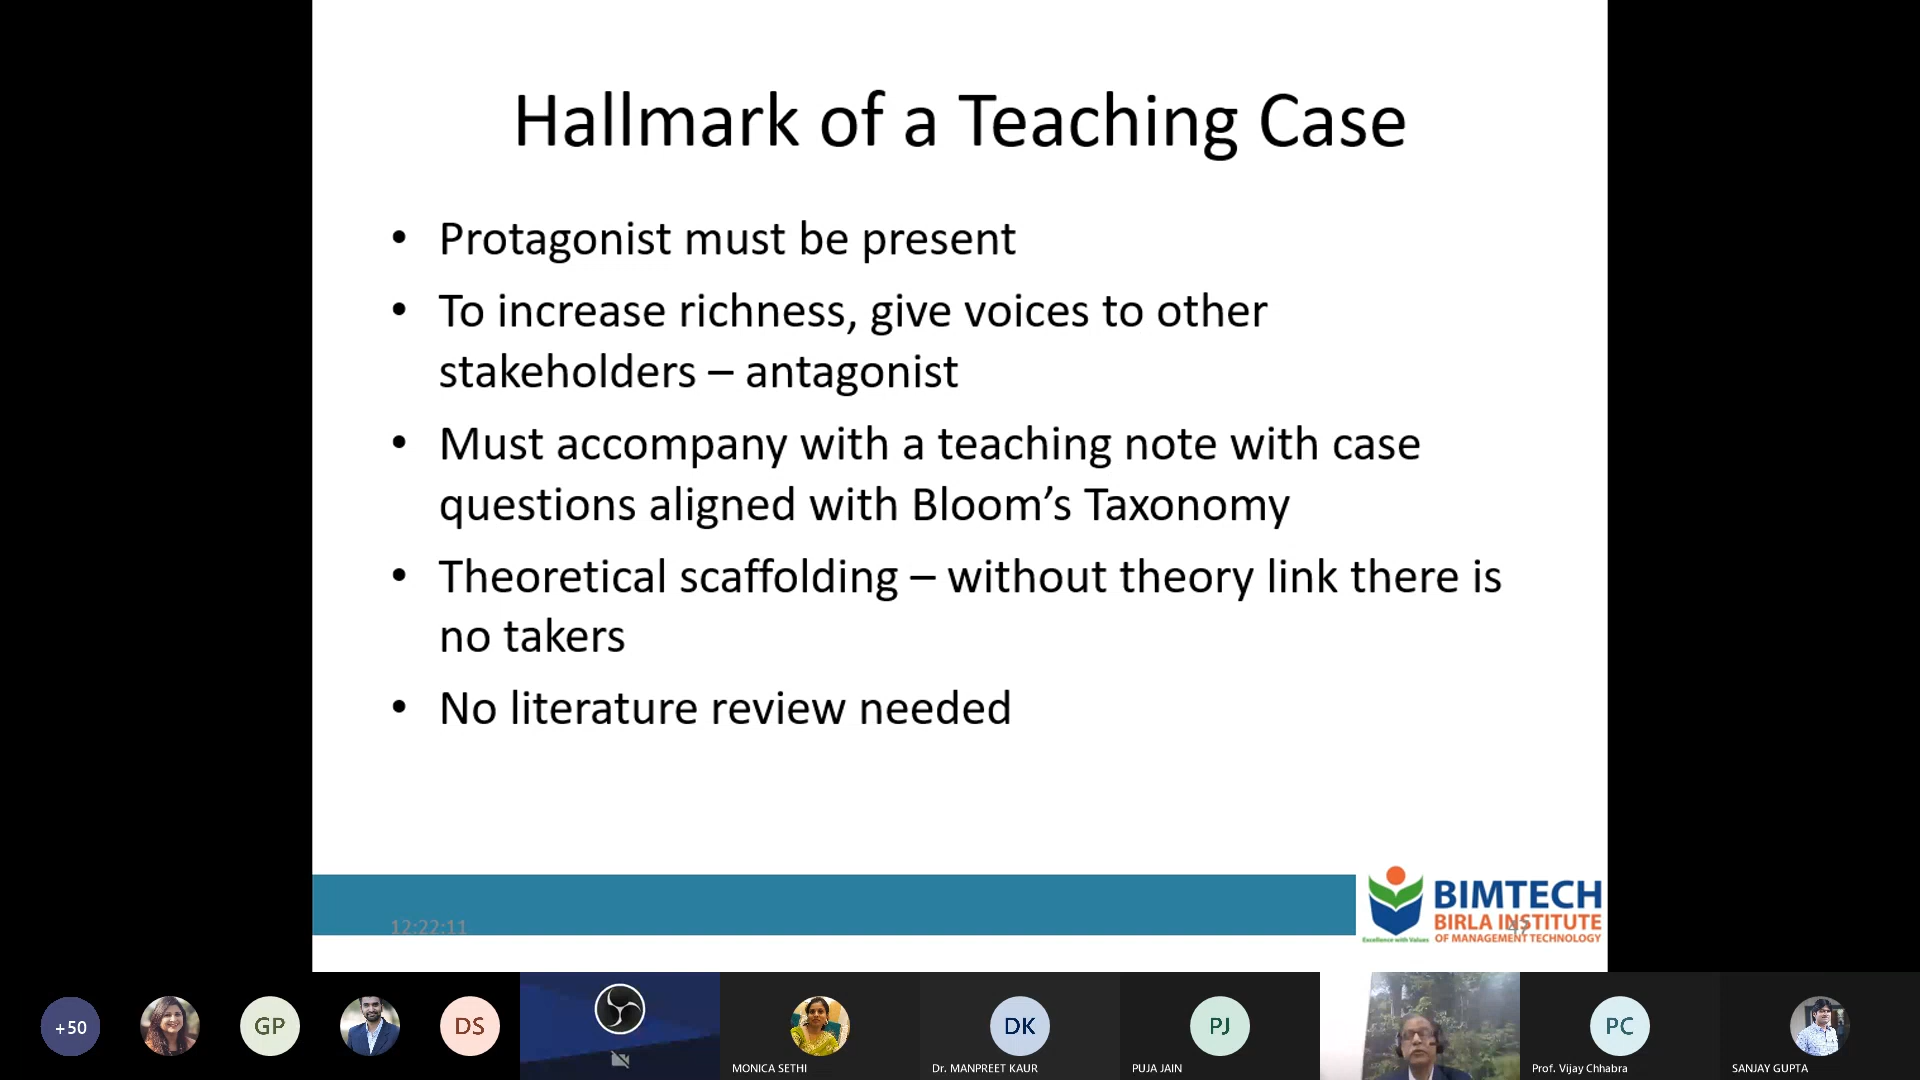 Hallmark of a Teaching Case
• Protagonist must be present
• To increase richness, give voices to other
stakeholders – antagonist
• Must accompany with a teaching note with case
questions aligned with Bloom’s Taxonomy
• Theoretical scaffolding – without theory link there is
no takers
• No literature review needed
12:22:11
BIMTECH
BIRLA INSTITUTE
OF MANAGEMENT TECHNOLOGY
Excellence with Values
47
+50
GP
DS
MONICA SETHI
DK
Dr. MANPREET KAUR
PJ
PUJA JAIN
PC
Prof. Vijay Chhabra
SANJAY GUPTA